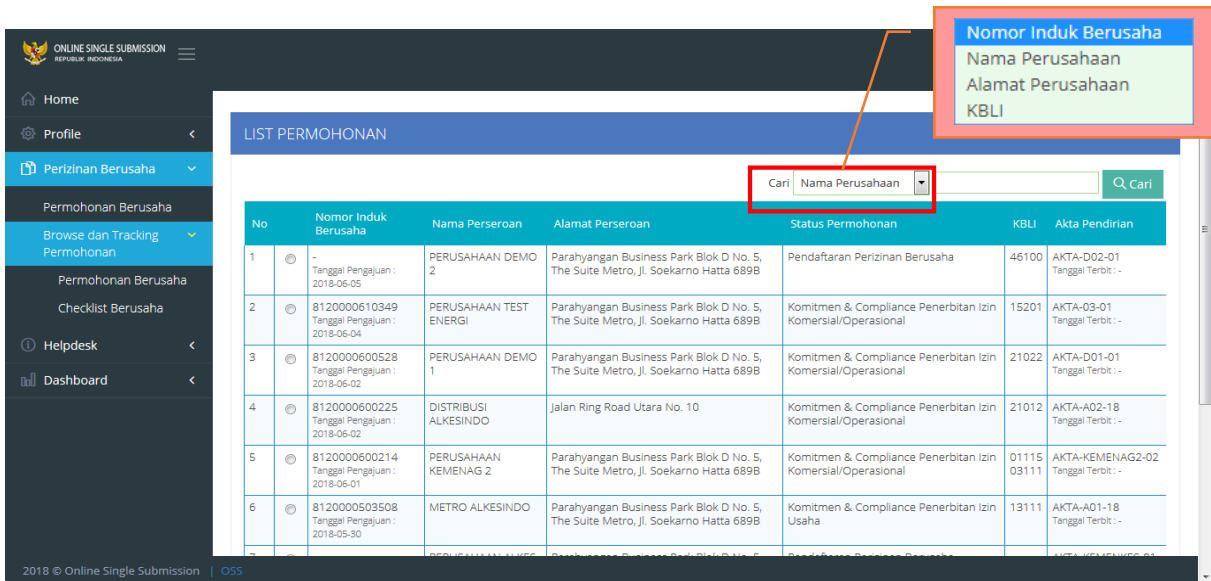 ONLINE SINGLE SUBMISSION
REPUBLIK INDONESIA
Nomor Induk Berusaha
Nama Perusahaan
Alamat Perusahaan
KBLI
Home
Profile
Perizinan Berusaha
Permohonan Berusaha
Browse dan Tracking
Permohonan
Permohonan Berusaha
Checklist Berusaha
Helpdesk
Dashboard
LIST PERMOHONAN
Cari Nama Perusahaan Cari
No Nomor Induk Berusaha Nama Perseroan Alamat Perseroan Status Permohonan KBLI Akta Pendirian
1 - PERUSAHAAN DEMO Parahyangan Business Park Blok D No. 5, Pendaftaran Perizinan Berusaha 46100 AKTA-D02-01
Tanggal Pengajuan : 2 The Suite Metro, Jl. Soekarno Hatta 689B Tanggal Terbit : -
2018-06-05
2 8120000610349 PERUSAHAAN TEST Parahyangan Business Park Blok D No. 5, Komitmen & Compliance Penerbitan Izin 15201 AKTA-03-01
Tanggal Pengajuan : ENERGI The Suite Metro, Jl. Soekarno Hatta 689B Komersial/Operasional Tanggal Terbit : -
2018-06-04
3 8120000600528 PERUSAHAAN DEMO Parahyangan Business Park Blok D No. 5, Komitmen & Compliance Penerbitan Izin 21022 AKTA-D01-01
Tanggal Pengajuan : 1 The Suite Metro, Jl. Soekarno Hatta 689B Komersial/Operasional Tanggal Terbit : -
2018-06-02
4 8120000600225 DISTRIBUSI Jalan Ring Road Utara No. 10 Komitmen & Compliance Penerbitan Izin 21012 AKTA-A02-18
Tanggal Pengajuan : ALKESINDO Komersial/Operasional Tanggal Terbit : -
2018-06-02
5 8120000600214 PERUSAHAAN Parahyangan Business Park Blok D No. 5, Komitmen & Compliance Penerbitan Izin 01115 AKTA-KEMENAG2-02
Tanggal Pengajuan : KEMENAG 2 The Suite Metro, Jl. Soekarno Hatta 689B Komersial/Operasional 03111 Tanggal Terbit : -
2018-06-01
6 8120000503508 METRO ALKESINDO Parahyangan Business Park Blok D No. 5, Komitmen & Compliance Penerbitan Izin 13111 AKTA-A01-18
Tanggal Pengajuan : The Suite Metro, Jl. Soekarno Hatta 689B Usaha Tanggal Terbit : -
2018-05-30
2018 © Online Single Submission | OSS